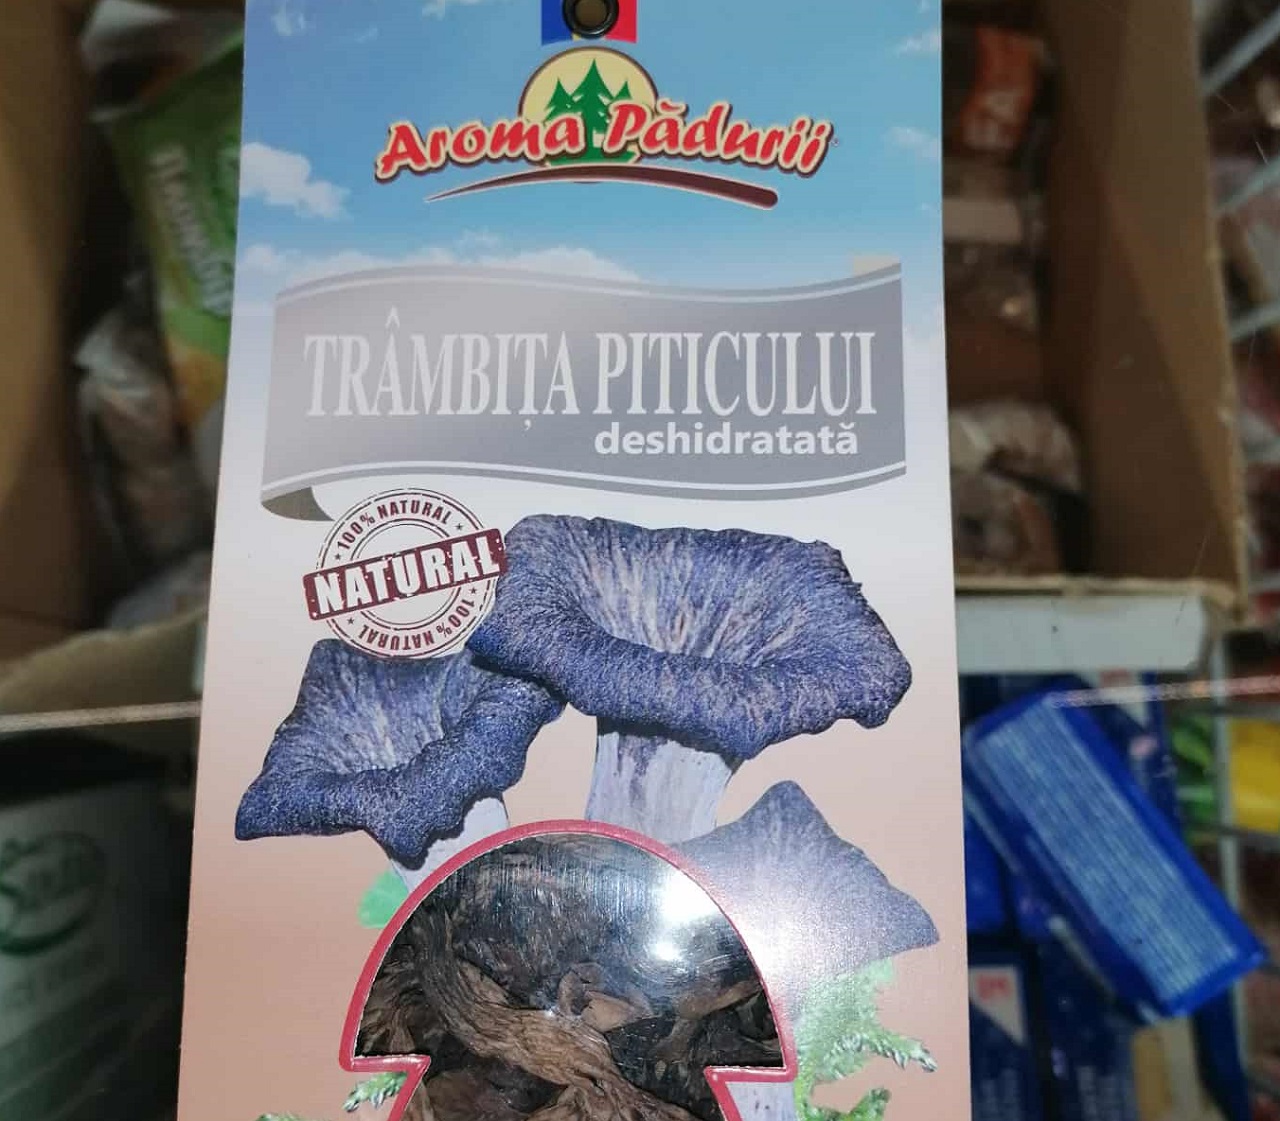 Aroma Pădurii
TRÂMBIȚA PITICULUI
deshidratată
100% NATURAL
NATURAL
100% NATURAL